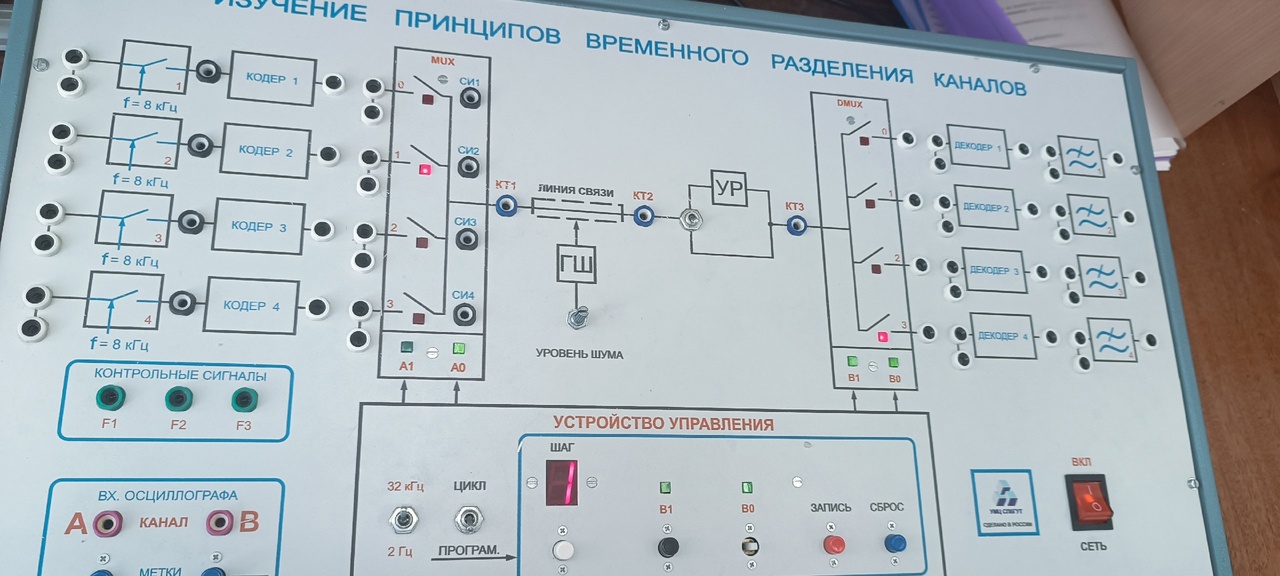 ИЗУЧЕНИЕ ПРИНЦИПОВ ВРЕМЕННОГО РАЗДЕЛЕНИЯ КАНАЛОВ
1
f = 8 кГц
КОДЕР 1
2
f = 8 кГц
КОДЕР 2
3
f = 8 кГц
КОДЕР 3
4
f = 8 кГц
КОДЕР 4
MUX
0
СИ1
1
СИ2
2
СИ3
3
СИ4
A1
A0
КТ1
ЛИНИЯ СВЯЗИ
КТ2
ГШ
УРОВЕНЬ ШУМА
УР
КТ3
DMUX
0
1
2
3
B1
B0
ДЕКОДЕР 1
1
ДЕКОДЕР 2
2
ДЕКОДЕР 3
3
ДЕКОДЕР 4
4
КОНТРОЛЬНЫЕ СИГНАЛЫ
F1
F2
F3
ВХ. ОСЦИЛЛОГРАФА
A
КАНАЛ
B
МЕТКИ
УСТРОЙСТВО УПРАВЛЕНИЯ
32 кГц
2 Гц
ЦИКЛ
ПРОГРАМ.
ШАГ
1
B1
B0
ЗАПИСЬ
СБРОС
УМЦ СПбГУТ
СДЕЛАНО В РОССИИ
ВКЛ
СЕТЬ